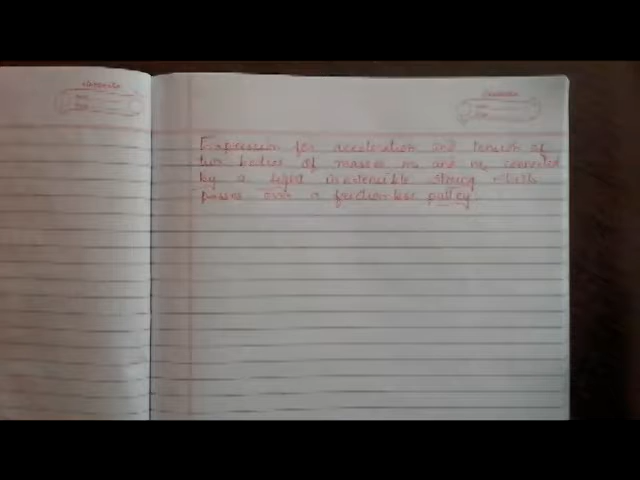 Expression for acceleration and tension of
two bodies of masses m₁ and m₂ connected
by a light inextensible string
passes over a frictionless pulley